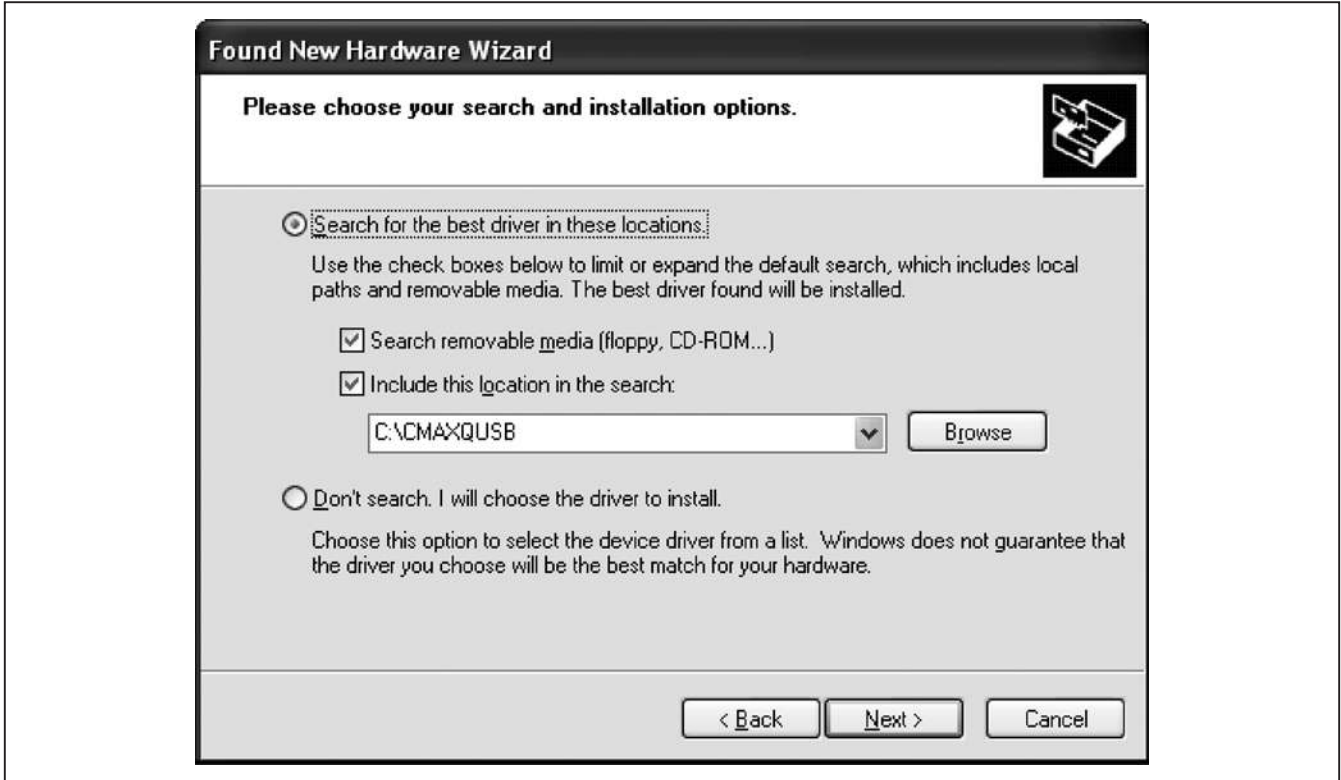 Found New Hardware Wizard
Please choose your search and installation options.
Search for the best driver in these locations.
Use the check boxes below to limit or expand the default search, which includes local
paths and removable media. The best driver found will be installed.
Search removable media (floppy, CD-ROM...)
Include this location in the search:
C:\CMAXQUSB
Browse
Don't search. I will choose the driver to install.
Choose this option to select the device driver from a list. Windows does not guarantee that
the driver you choose will be the best match for your hardware.
< Back Next > Cancel